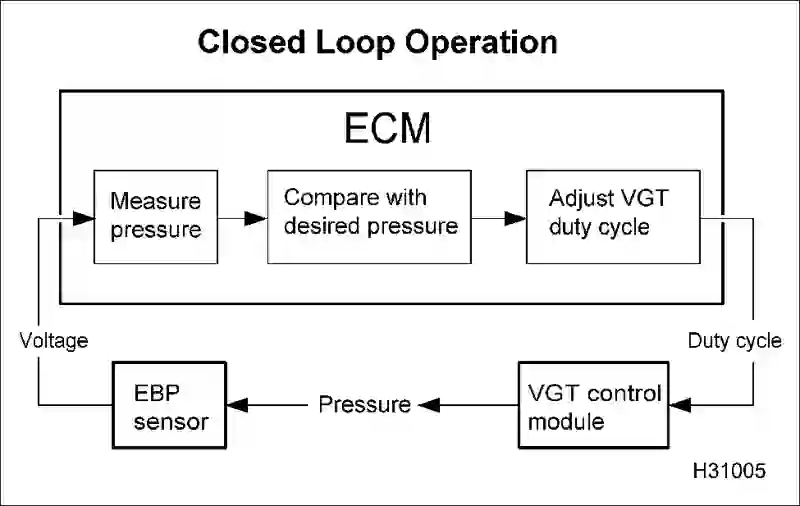 Closed Loop Operation
ECM
Measure
pressure
Compare with
desired pressure
Adjust VGT
duty cycle
Voltage
Duty cycle
EBP
sensor
Pressure
VGT control
module
H31005